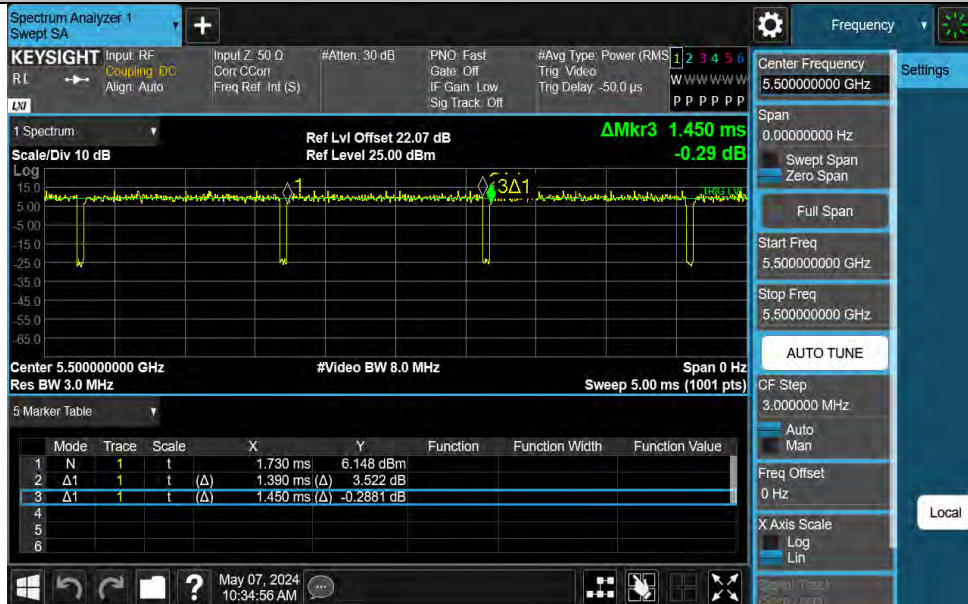 Spectrum Analyzer 1
Swept SA
+
Frequency
KEYSIGHT
RL
LXI
Input: RF
Coupling: DC
Align: Auto
Input Z: 50 Ω
Corr CCorr
Freq Ref: Int (S)
#Atten: 30 dB
PNO: Fast
Gate: Off
IF Gain: Low
Sig Track: Off
#Avg Type: Power (RMS
Trig: Video
Trig Delay: -50.0 µs
1 2 3 4 5 6
W W W W W W
P P P P P P
1 Spectrum
Scale/Div 10 dB
Log
Ref Lvl Offset 22.07 dB
Ref Level 25.00 dBm
ΔMkr3 1.450 ms
-0.29 dB
15.0
5.00
-5.00
-15.0
-25.0
-35.0
-45.0
-55.0
-65.0
1
3Δ1
Center 5.500000000 GHz
Res BW 3.0 MHz
#Video BW 8.0 MHz
Span 0 Hz
Sweep 5.00 ms (1001 pts)
5 Marker Table
Mode Trace Scale X Y Function Function Width Function Value
1 N 1 t 1.730 ms 6.148 dBm
2 Δ1 1 t (Δ) 1.390 ms (Δ) 3.522 dB
3 Δ1 1 t (Δ) 1.450 ms (Δ) -0.2881 dB
4
5
6
?
May 07, 2024
10:34:56 AM
Center Frequency
5.500000000 GHz
Span
0.00000000 Hz
Swept Span
Zero Span
Full Span
Start Freq
5.500000000 GHz
Stop Freq
5.500000000 GHz
AUTO TUNE
CF Step
3.000000 MHz
Auto
Man
Freq Offset
0 Hz
X Axis Scale
Log
Lin
Settings
Local